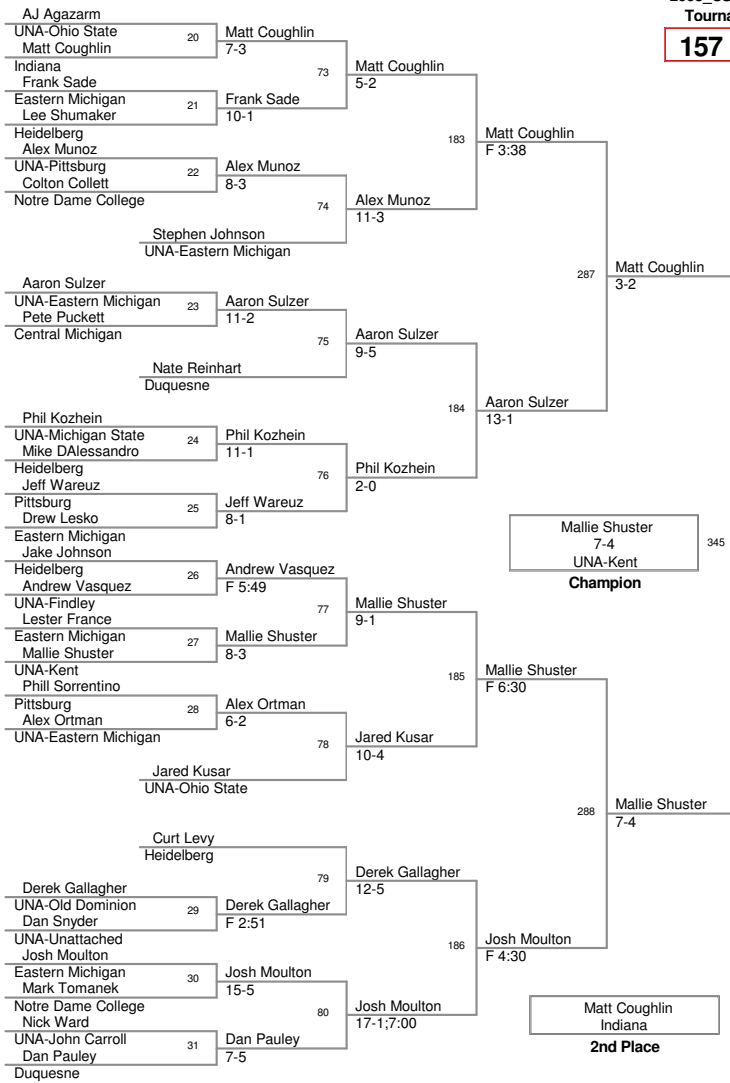 AJ Agazarm
UNA-Ohio State
Matt Coughlin
Indiana
Frank Sade
Eastern Michigan
Lee Shumaker
Heidelberg
Alex Munoz
UNA-Pittsburg
Colton Collett
Notre Dame College
Stephen Johnson
UNA-Eastern Michigan
Aaron Sulzer
UNA-Eastern Michigan
Pete Puckett
Central Michigan
Nate Reinhart
Duquesne
Phil Kozhein
UNA-Michigan State
Mike DAlessandro
Heidelberg
Jeff Wareuz
Pittsburg
Drew Lesko
Eastern Michigan
Jake Johnson
Heidelberg
Andrew Vasquez
UNA-Findley
Lester France
Eastern Michigan
Mallie Shuster
UNA-Kent
Phill Sorrentino
Pittsburg
Alex Ortman
UNA-Eastern Michigan
Jared Kusar
UNA-Ohio State
Curt Levy
Heidelberg
Derek Gallagher
UNA-Old Dominion
Dan Snyder
UNA-Unattached
Josh Moulton
Eastern Michigan
Mark Tomanek
Notre Dame College
Nick Ward
UNA-John Carroll
Dan Pauley
Duquesne
20
21
22
23
24
25
26
27
28
29
30
31
Matt Coughlin
7-3
Frank Sade
10-1
Alex Munoz
8-3
Aaron Sulzer
11-2
Phil Kozhein
11-1
Jeff Wareuz
8-1
Andrew Vasquez
F 5:49
Mallie Shuster
8-3
Alex Ortman
6-2
Derek Gallagher
F 2:51
Josh Moulton
15-5
Dan Pauley
7-5
73
74
75
76
77
78
79
80
Matt Coughlin
5-2
Alex Munoz
11-3
Aaron Sulzer
9-5
Phil Kozhein
2-0
Mallie Shuster
9-1
Jared Kusar
10-4
Derek Gallagher
12-5
Josh Moulton
17-1;7:00
183
184
185
186
Matt Coughlin
F 3:38
Aaron Sulzer
13-1
Mallie Shuster
F 6:30
Josh Moulton
F 4:30
287
288
Matt Coughlin
3-2
Mallie Shuster
7-4
Tourna
157
Mallie Shuster
7-4
UNA-Kent
345
Champion
Matt Coughlin
Indiana
2nd Place